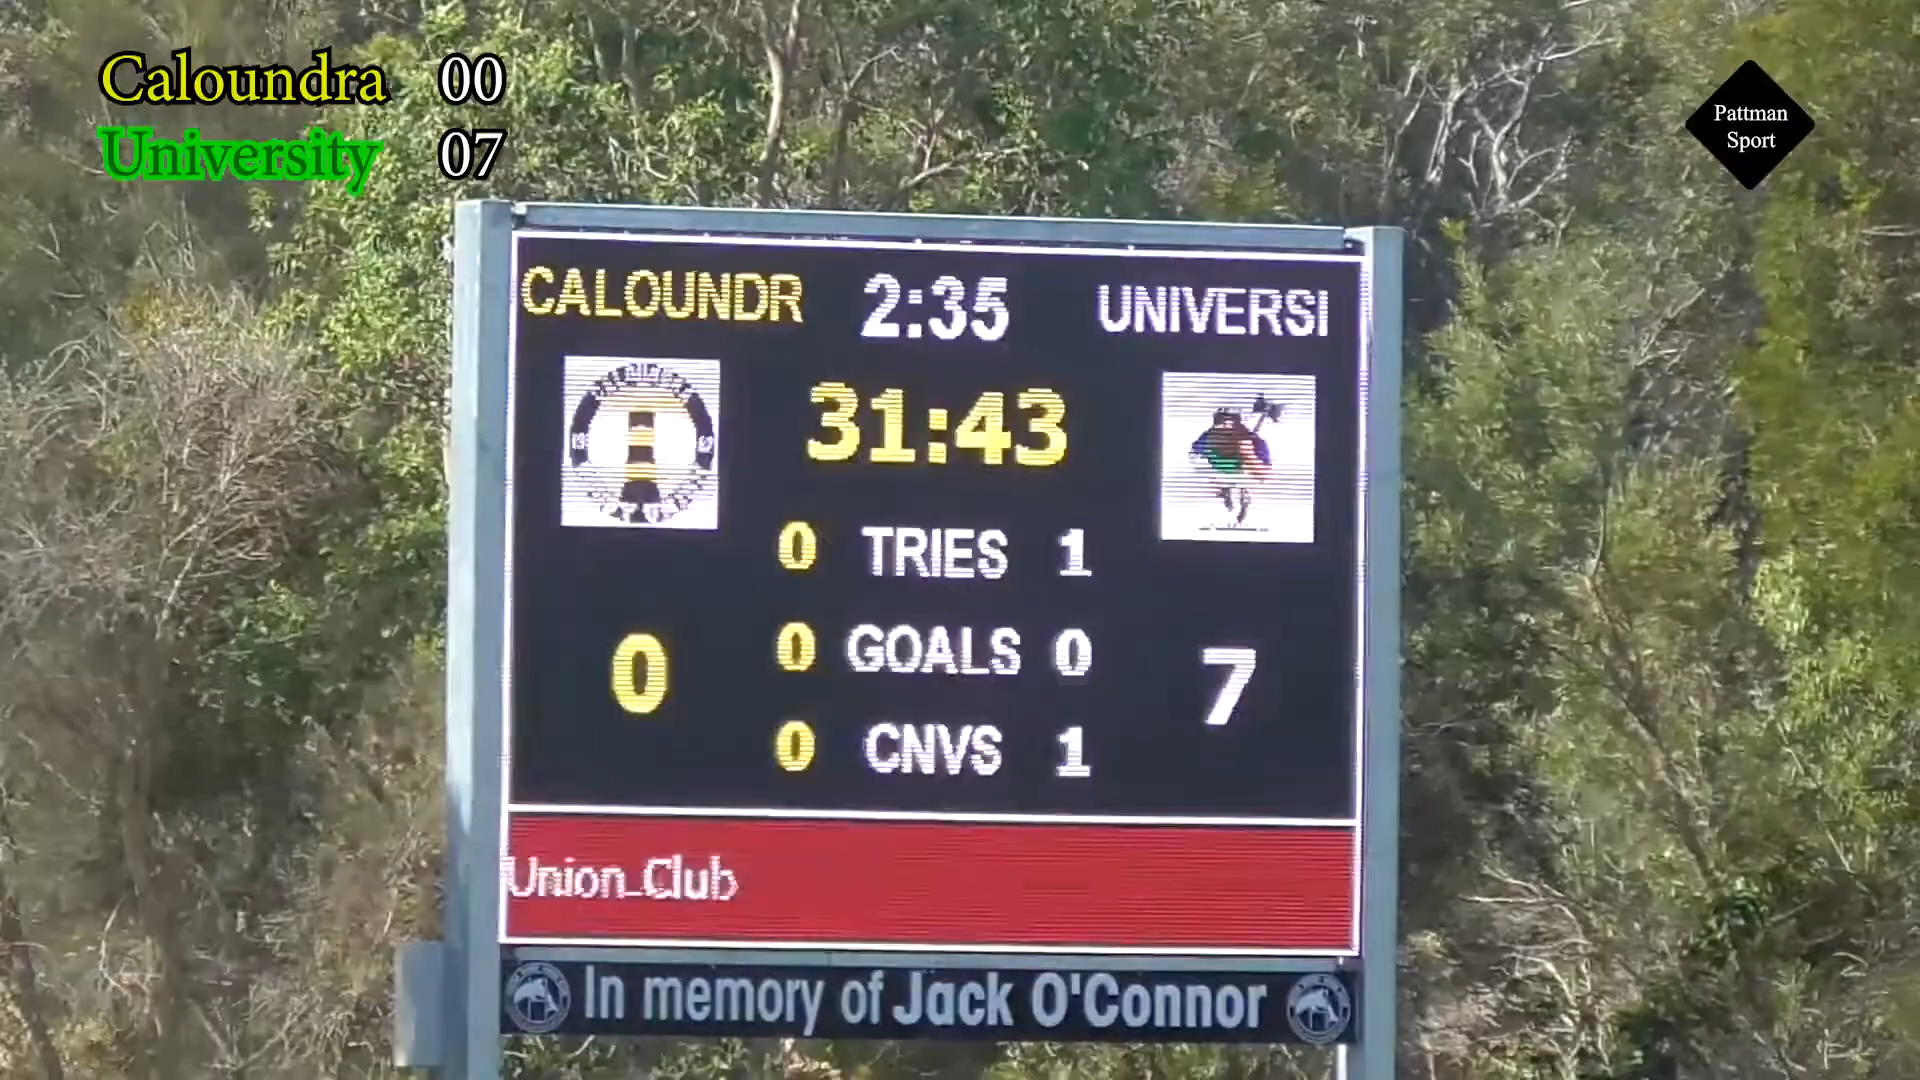 Caloundra 00
University 07
Pattman
Sport
CALOUNDR 2:35 UNIVERSI
31:43
0 TRIES 1
0 GOALS 0
0 7
0 CNVS 1
Union Club
In memory of Jack O'Connor